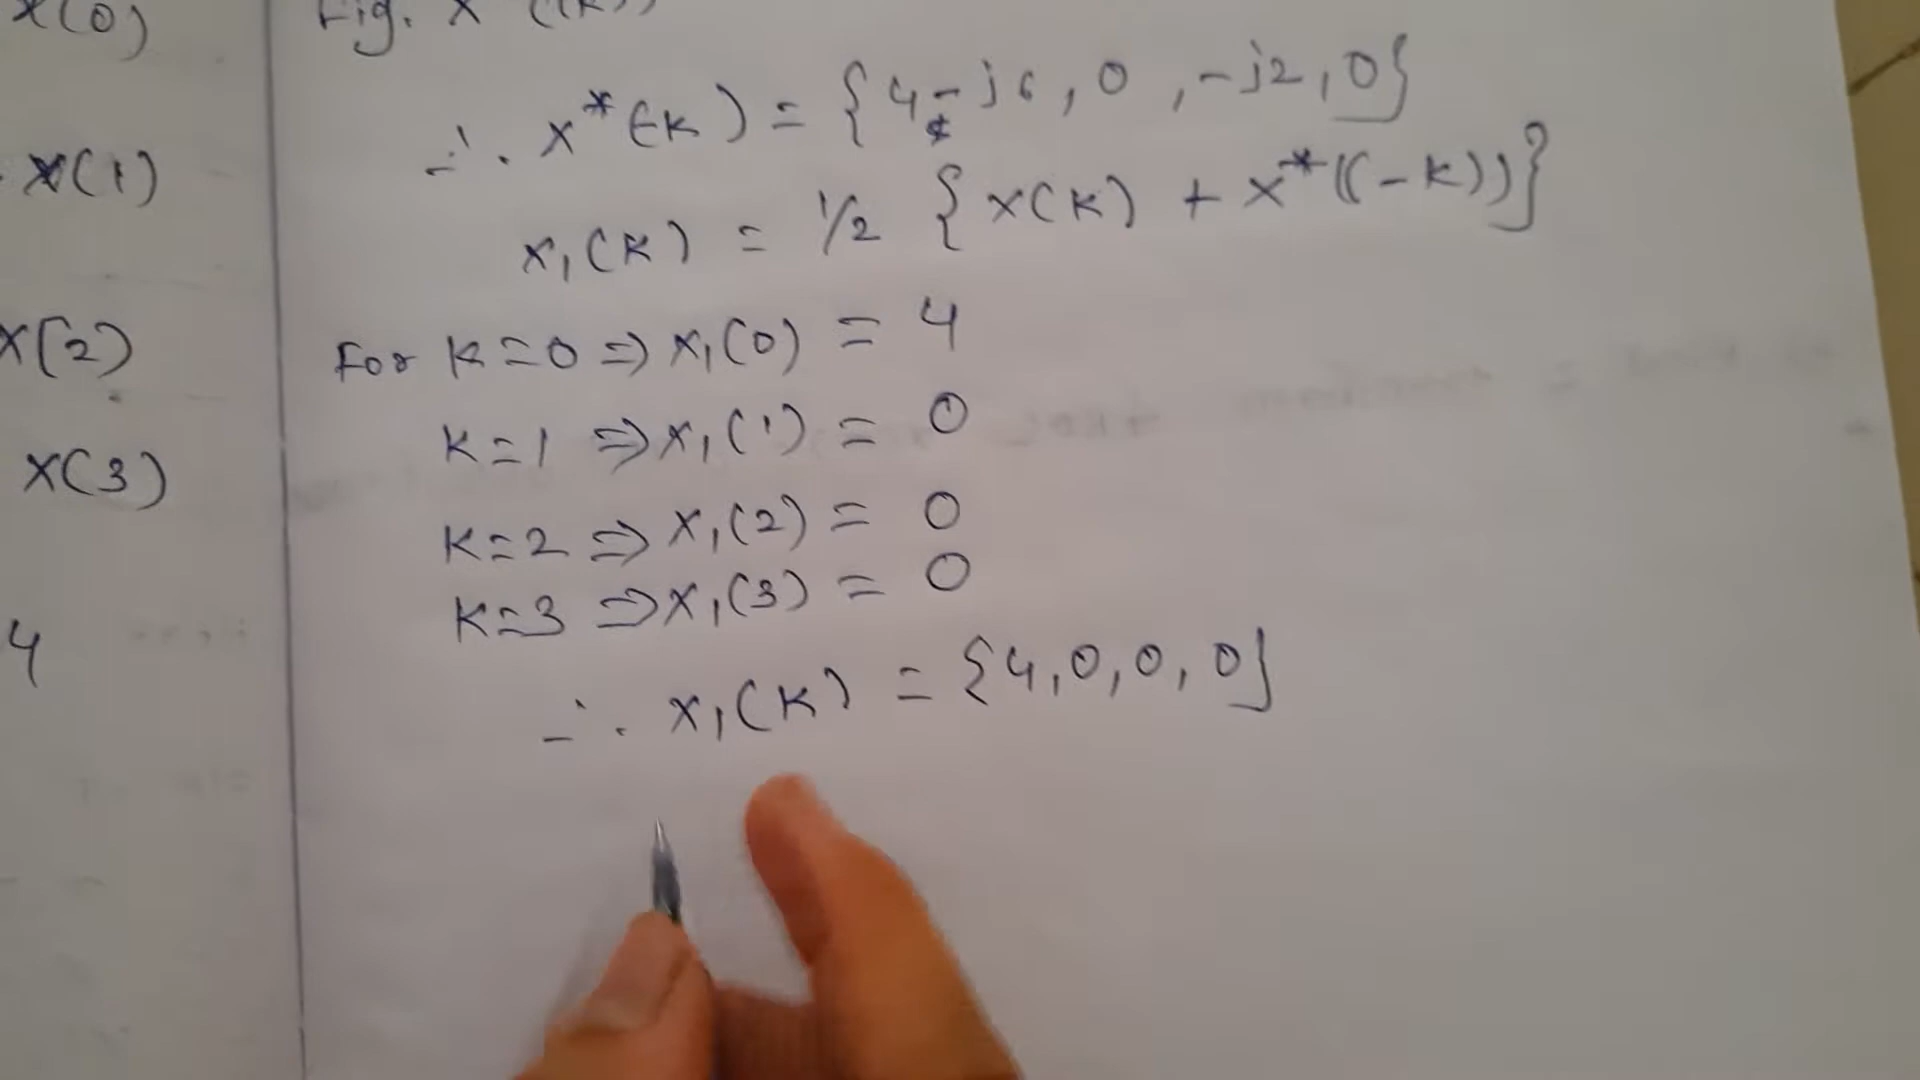 x(0)
x(1)
x(2)
x(3)
4
Fig. x ((k))
∴ x*(-k) = {4-j6, 0, -j2, 0}
x₁(k) = 1/2 {x(k) + x*((-k))}
For k=0 ⇒ x₁(0) = 4
k=1 ⇒ x₁(1) = 0
k=2 ⇒ x₁(2) = 0
k=3 ⇒ x₁(3) = 0
∴ x₁(k) = {4,0,0,0}